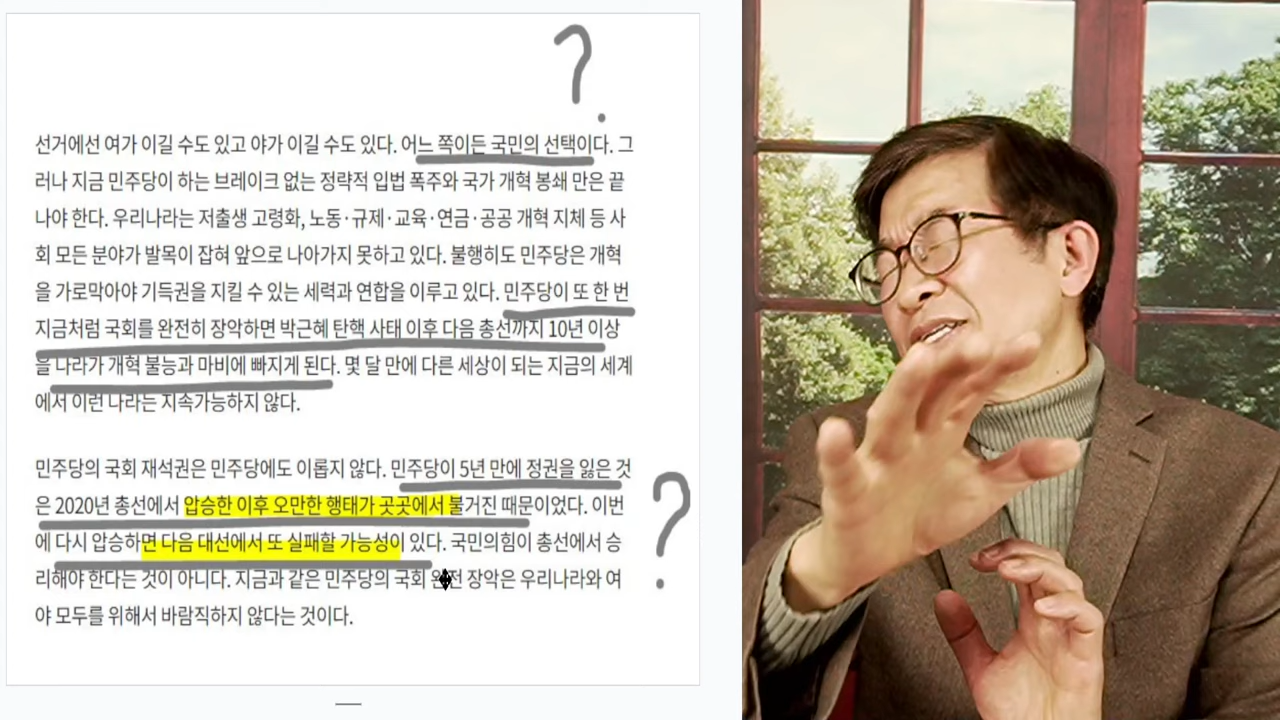 ?
선거에선 여가 이길 수도 있고 야가 이길 수도 있다. 어느 쪽이든 국민의 선택이다. 그
러나 지금 민주당이 하는 브레이크 없는 정략적 입법 폭주와 국가 개혁 봉쇄 만은 끝
나야 한다. 우리나라는 저출생 고령화, 노동·규제·교육·연금·공공 개혁 지체 등 사
회 모든 분야가 발목이 잡혀 앞으로 나아가지 못하고 있다. 불행히도 민주당은 개혁
을 가로막아야 기득권을 지킬 수 있는 세력과 연합을 이루고 있다. 민주당이 또 한 번
지금처럼 국회를 완전히 장악하면 박근혜 탄핵 사태 이후 다음 총선까지 10년 이상
을 나라가 개혁 불능과 마비에 빠지게 된다. 몇 달 만에 다른 세상이 되는 지금의 세계
에서 이런 나라는 지속가능하지 않다.
민주당의 국회 재석권은 민주당에도 이롭지 않다. 민주당이 5년 만에 정권을 잃은 것
은 2020년 총선에서 압승한 이후 오만한 행태가 곳곳에서 불거진 때문이었다. 이번
에 다시 압승하면 다음 대선에서 또 실패할 가능성이 있다. 국민의힘이 총선에서 승
리해야 한다는 것이 아니다. 지금과 같은 민주당의 국회 완전 장악은 우리나라와 여
야 모두를 위해서 바람직하지 않다는 것이다.
?